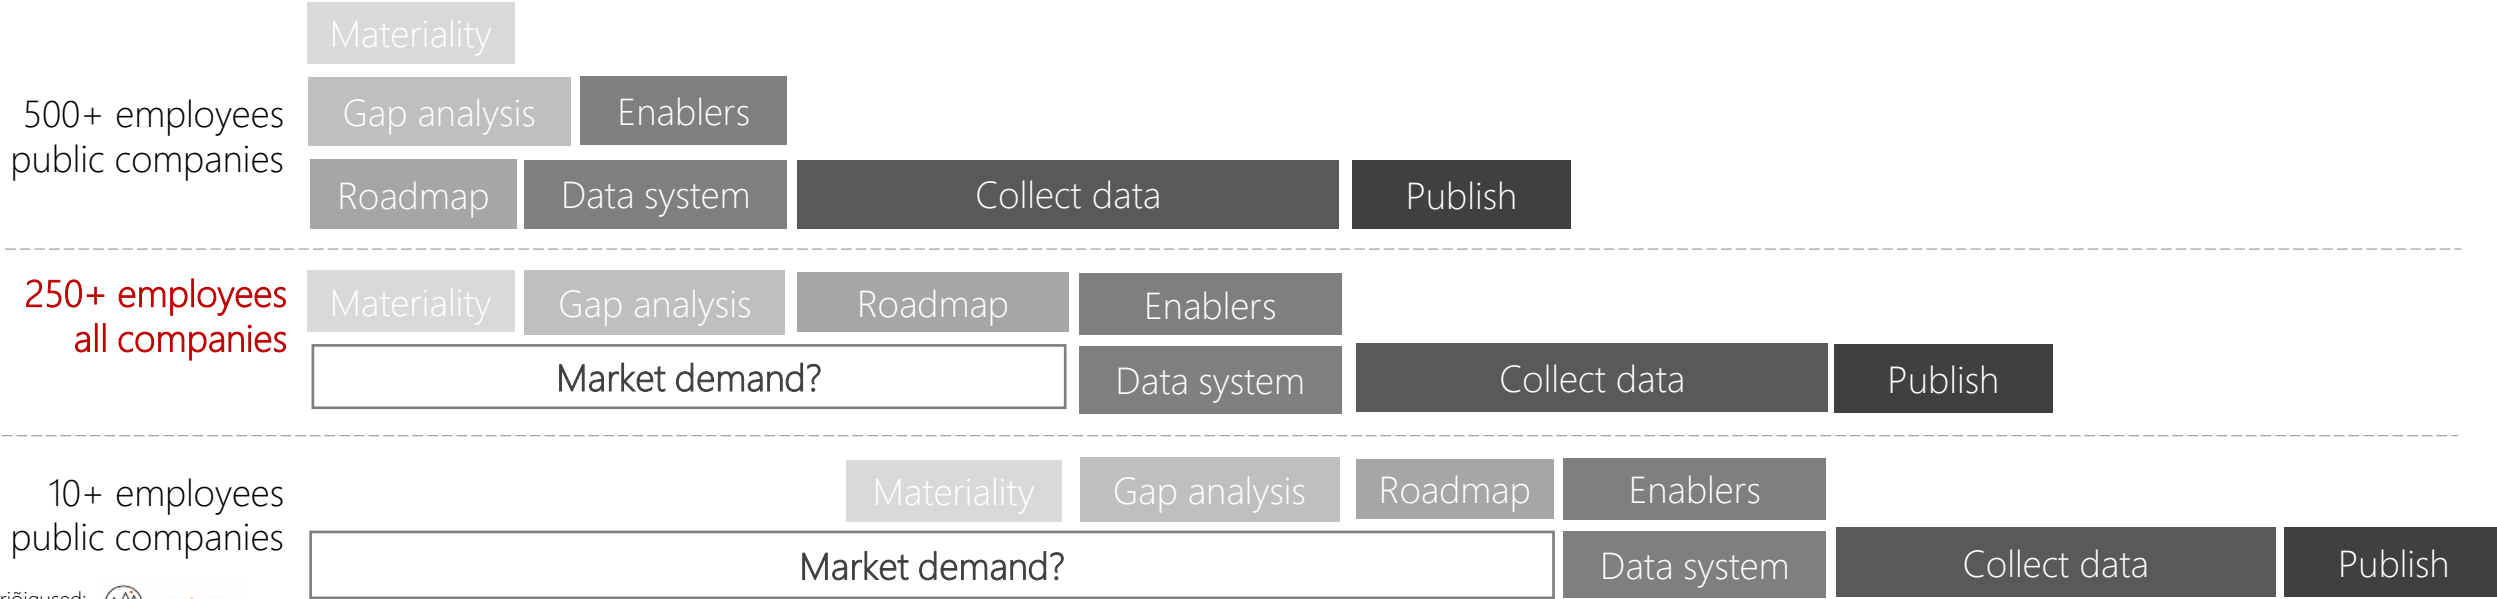 Materiality
500+ employees
public companies
Gap analysis
Enablers
Roadmap
Data system
Collect data
Publish
250+ employees
all companies
Materiality
Gap analysis
Roadmap
Enablers
Market demand?
Data system
Collect data
Publish
10+ employees
public companies
Materiality
Gap analysis
Roadmap
Enablers
Market demand?
Data system
Collect data
Publish